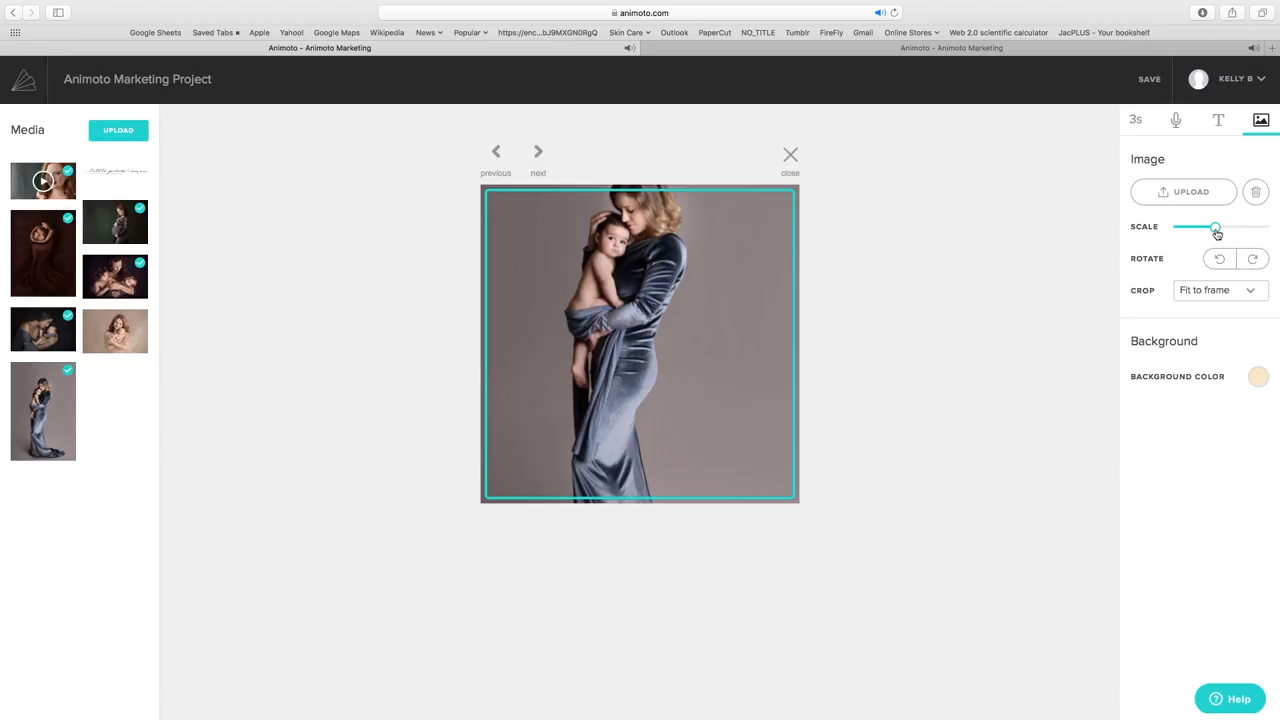 animoto.com
Google Sheets Saved Tabs Apple Yahoo! Google Maps Wikipedia News Popular https://enc...bJ9MXGN0RgQ Skin Care Outlook PaperCut NO_TITLE Tumblr FireFly Gmail Online Stores Web 2.0 scientific calculator JacPLUS - Your bookshelf
Animoto - Animoto Marketing Animoto - Animoto Marketing
Animoto Marketing Project SAVE KELLY B
Media UPLOAD
3s T
previous next close
Image
UPLOAD
SCALE
ROTATE
CROP Fit to frame
Background
BACKGROUND COLOR
? Help